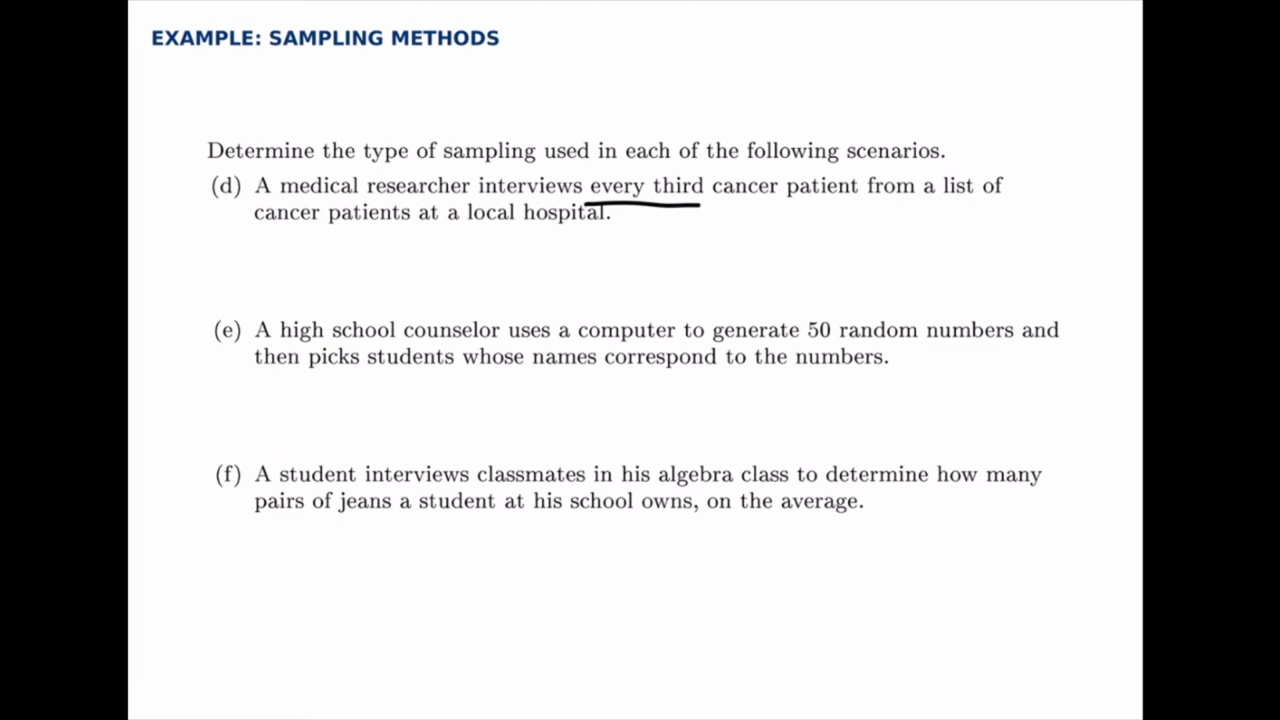 EXAMPLE: SAMPLING METHODS
Determine the type of sampling used in each of the following scenarios.
(d) A medical researcher interviews every third cancer patient from a list of
cancer patients at a local hospital.
(e) A high school counselor uses a computer to generate 50 random numbers and
then picks students whose names correspond to the numbers.
(f) A student interviews classmates in his algebra class to determine how many
pairs of jeans a student at his school owns, on the average.